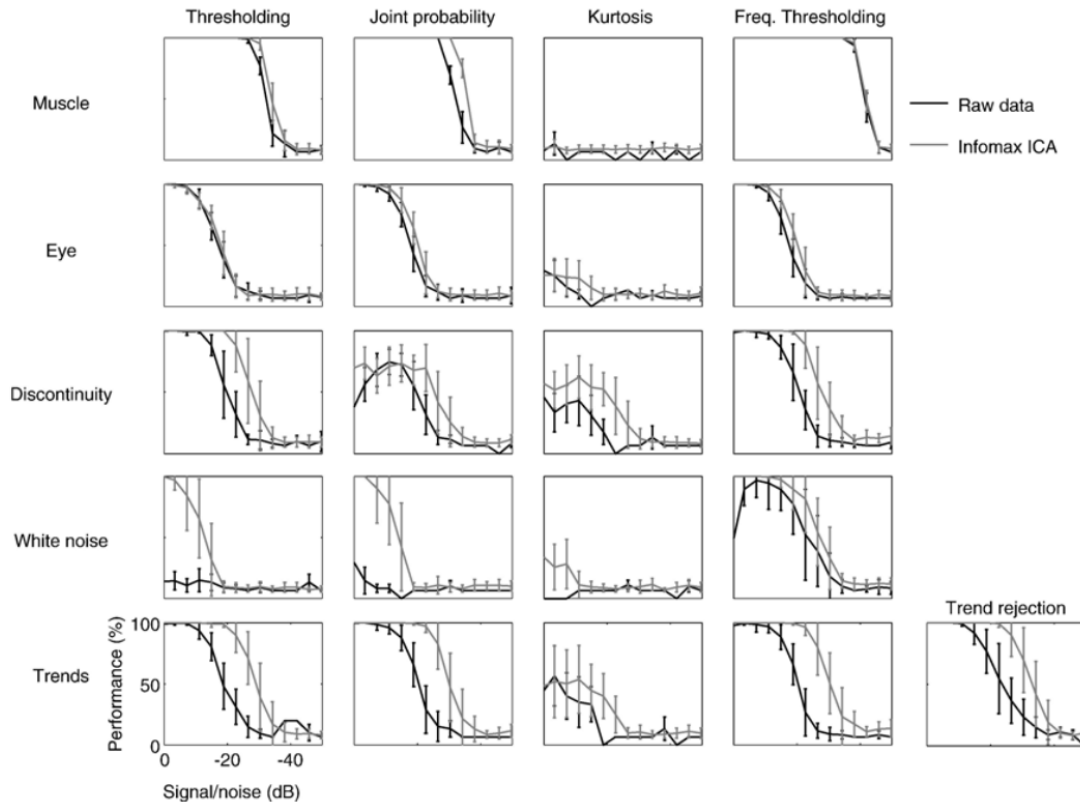 Thresholding
Joint probability
Kurtosis
Freq. Thresholding
Muscle
Raw data
Infomax ICA
Eye
Discontinuity
White noise
Trend rejection
Trends
Performance (%)
100
50
0
0
-20
-40
Signal/noise (dB)